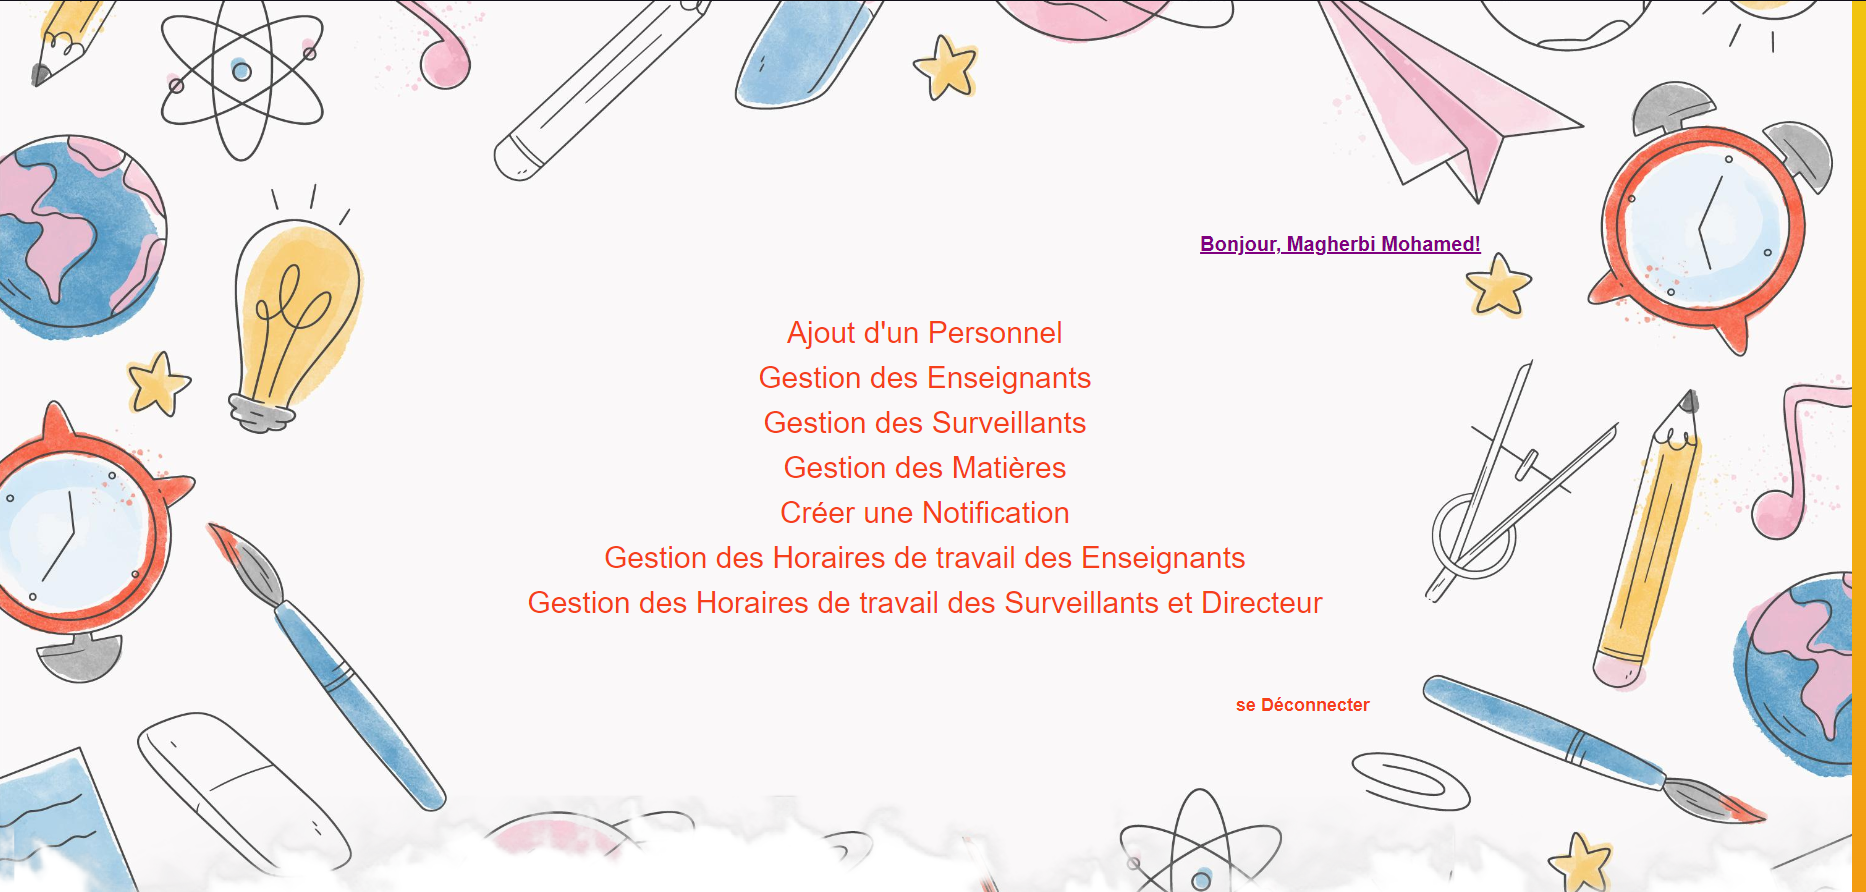 Bonjour, Magherbi Mohamed!
Ajout d'un Personnel
Gestion des Enseignants
Gestion des Surveillants
Gestion des Matières
Créer une Notification
Gestion des Horaires de travail des Enseignants
Gestion des Horaires de travail des Surveillants et Directeur
se Déconnecter